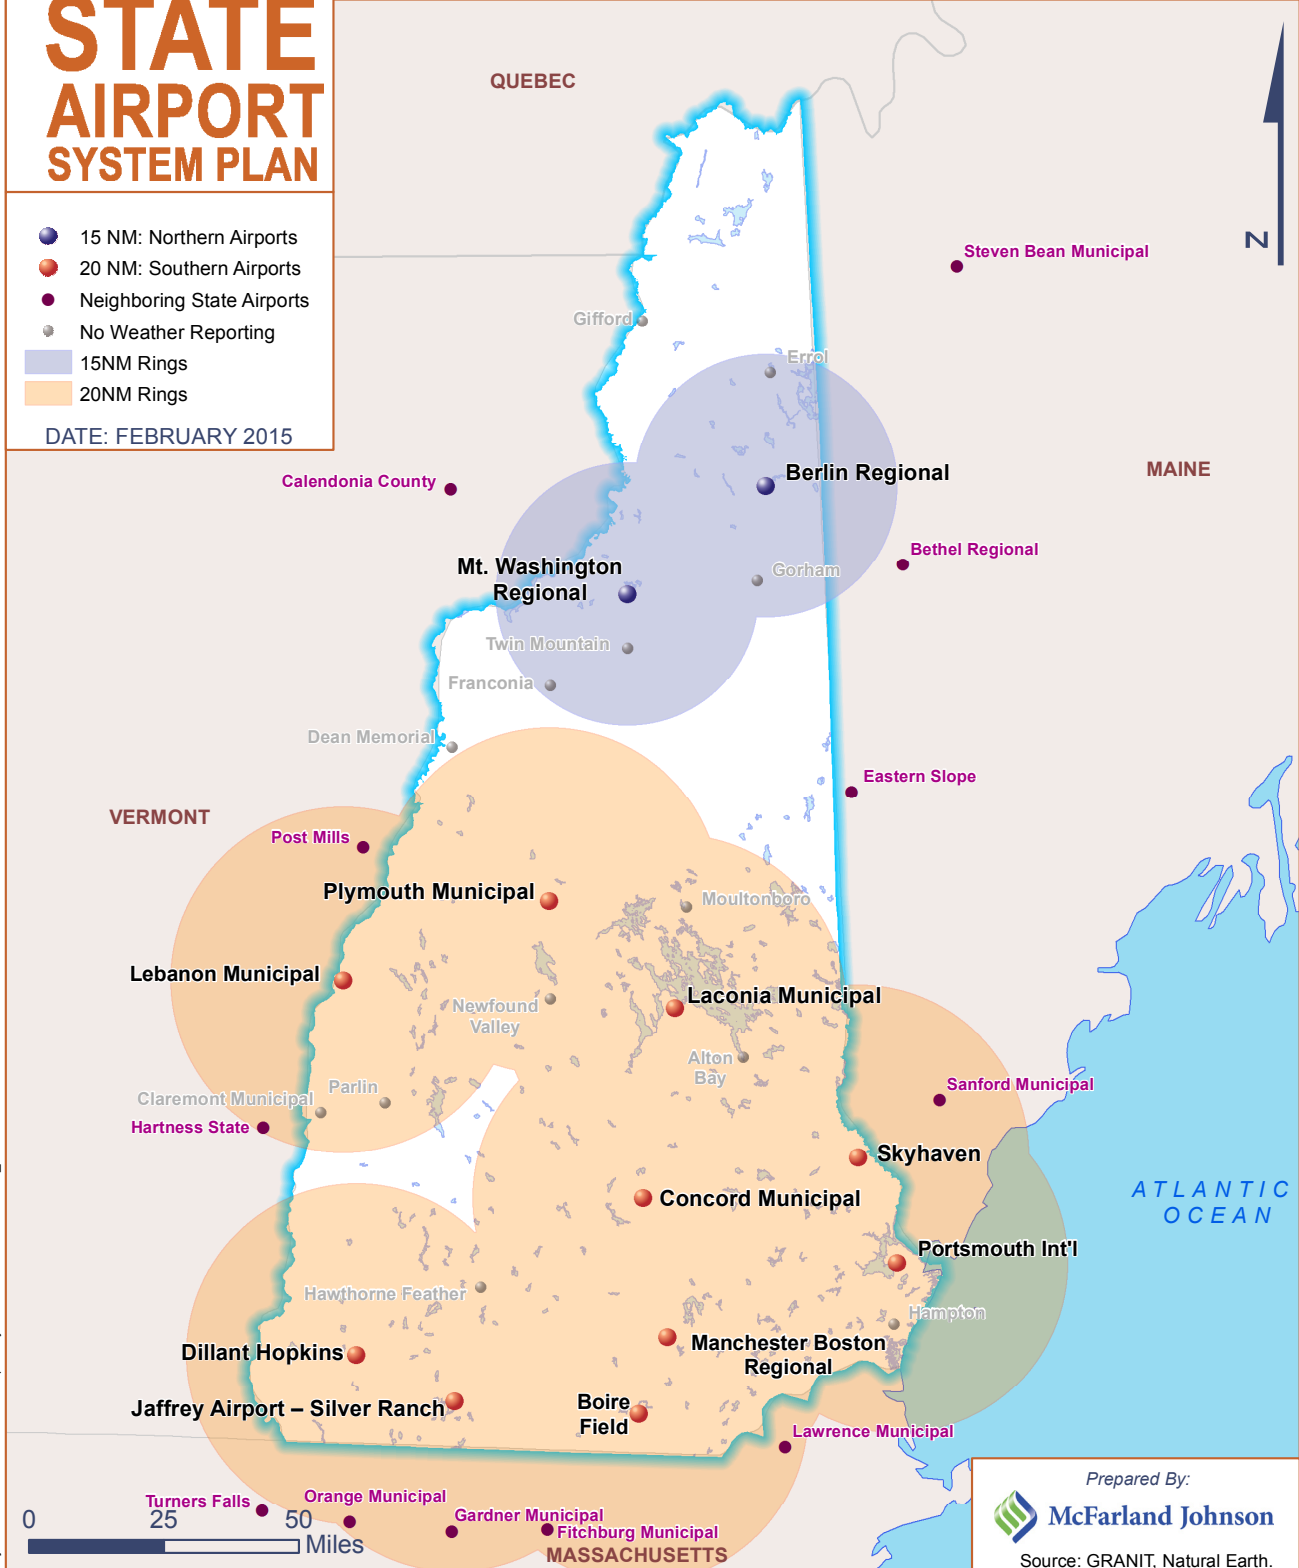 STATE
AIRPORT
SYSTEM PLAN
15 NM: Northern Airports
20 NM: Southern Airports
Neighboring State Airports
No Weather Reporting
15NM Rings
20NM Rings
DATE: FEBRUARY 2015
QUEBEC
N
Steven Bean Municipal
Gifford
Errol
Berlin Regional
MAINE
Calendonia County
Bethel Regional
Mt. Washington
Regional
Gorham
Twin Mountain
Franconia
Dean Memorial
Eastern Slope
VERMONT
Post Mills
Plymouth Municipal
Moultonboro
Lebanon Municipal
Laconia Municipal
Newfound
Valley
Alton
Bay
Parlin
Claremont Municipal
Sanford Municipal
Hartness State
Skyhaven
Concord Municipal
ATLANTIC
OCEAN
Portsmouth Int'l
Hawthorne Feather
Hampton
Dillant Hopkins
Manchester Boston
Regional
Jaffrey Airport – Silver Ranch
Boire
Field
Lawrence Municipal
Turners Falls
Orange Municipal
Gardner Municipal
Fitchburg Municipal
MASSACHUSETTS
0 25 50
Miles
Prepared By:
McFarland Johnson
Source: GRANIT, Natural Earth.